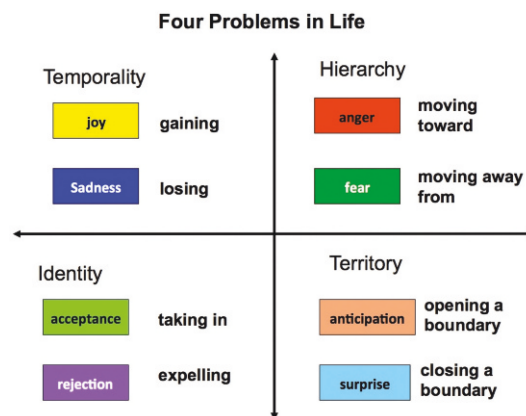 Four Problems in Life
Temporality
joy
gaining
Sadness
losing
Hierarchy
anger
moving
toward
fear
moving away
from
Identity
acceptance
taking in
rejection
expelling
Territory
anticipation
opening a
boundary
surprise
closing a
boundary